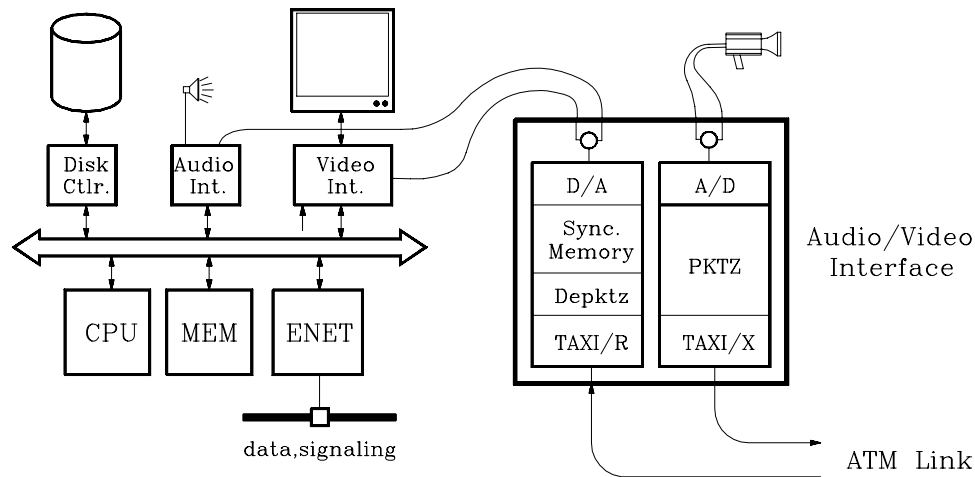 Disk
Ctlr.
Audio
Int.
Video
Int.
CPU
MEM
ENET
data,signaling
D/A
Sync.
Memory
Depktz
TAXI/R
A/D
PKTZ
TAXI/X
Audio/Video
Interface
ATM Link